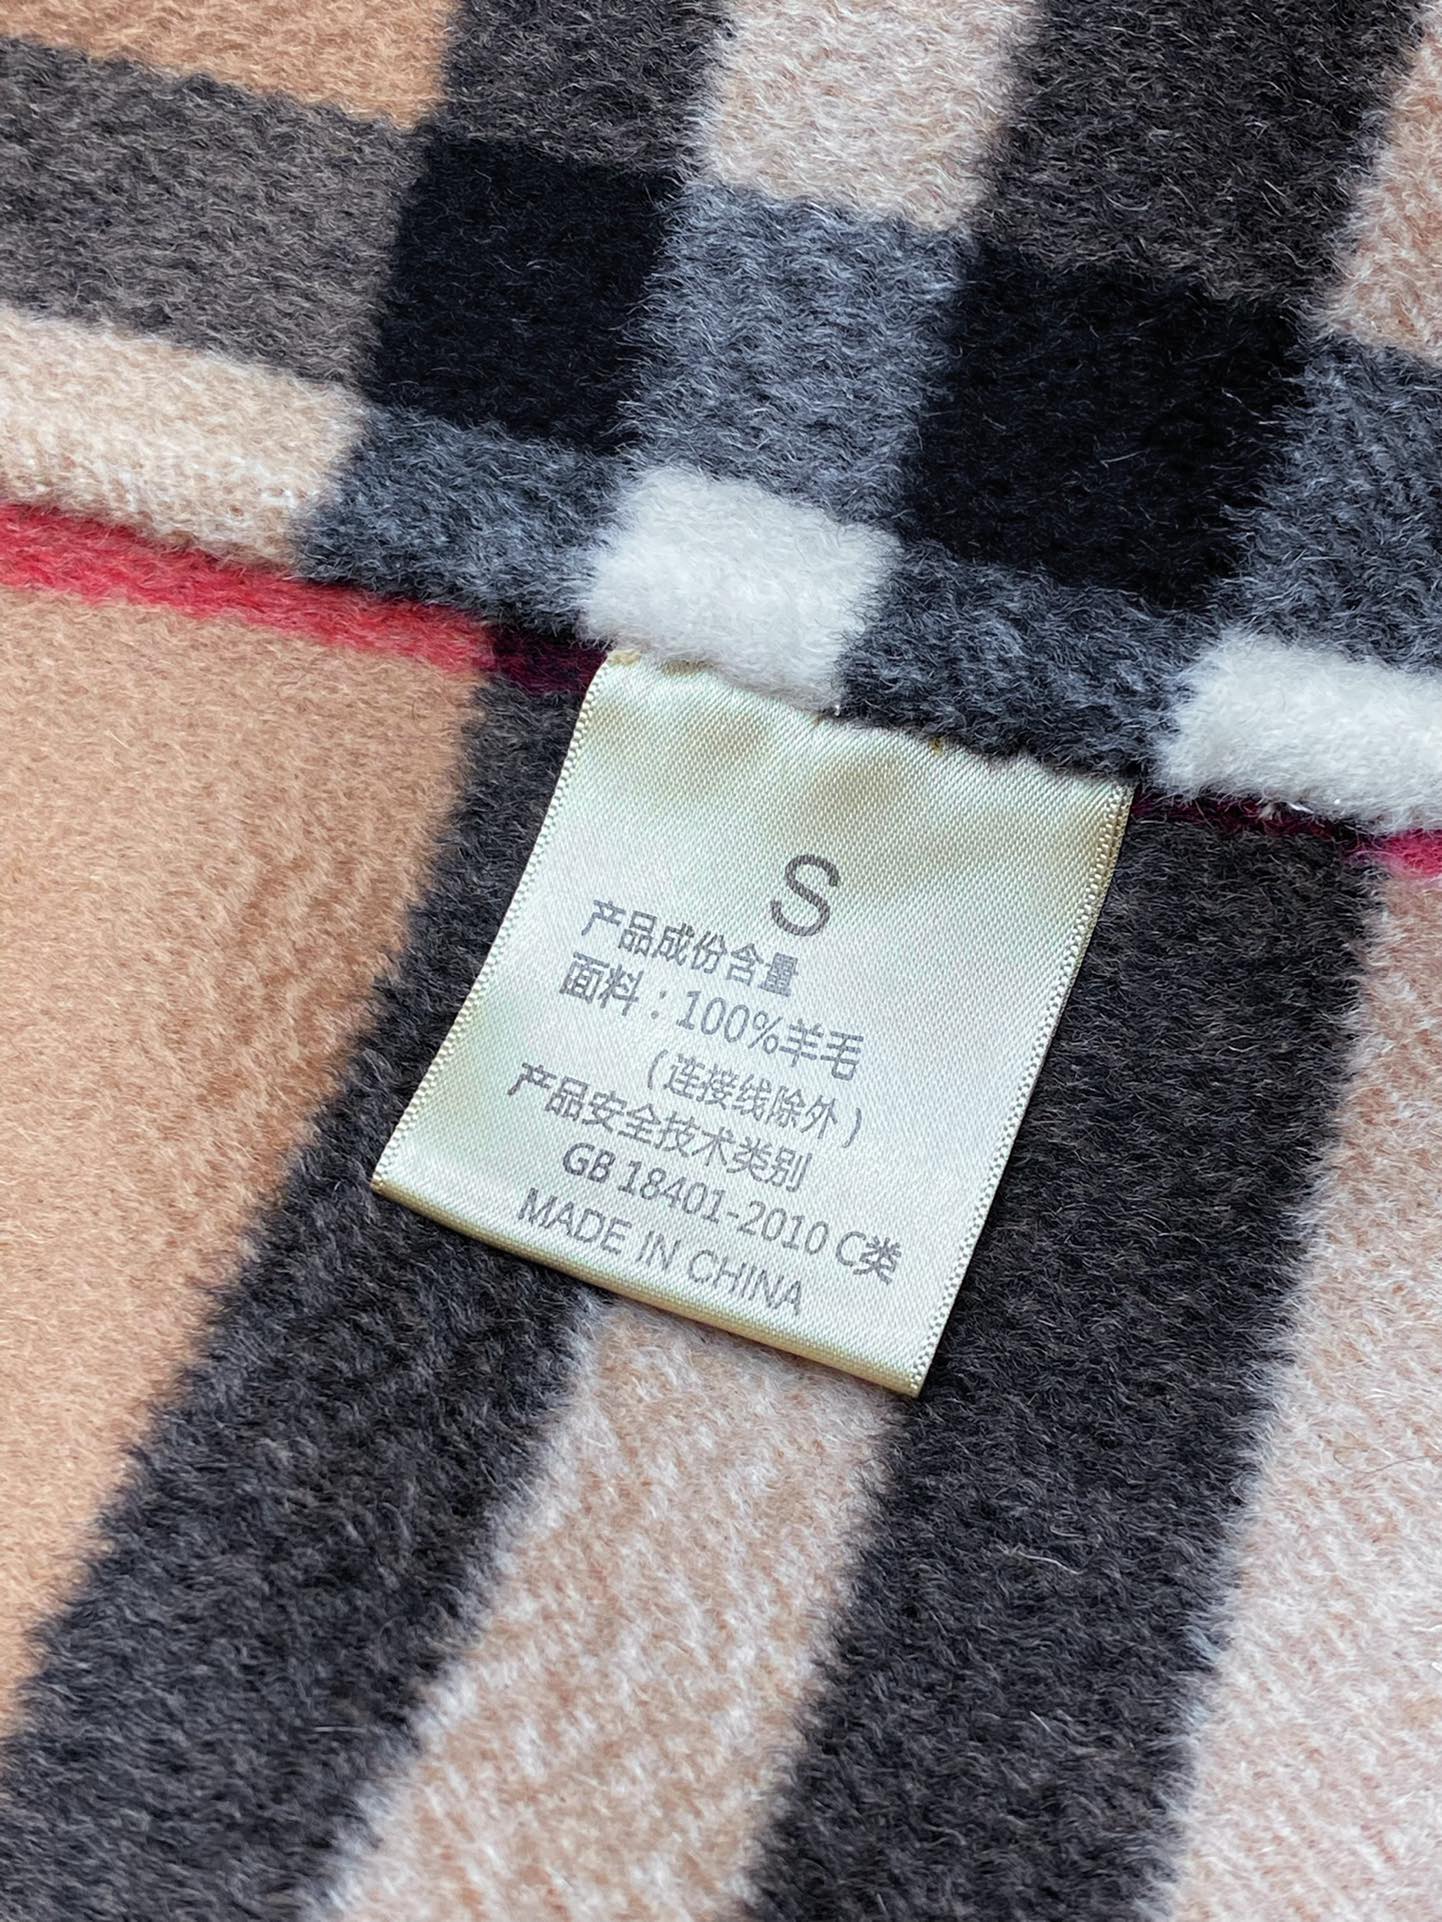 S
产品成份含量
面料：100%羊毛
（连接线除外）
产品安全技术类别
GB 18401-2010 C类
MADE IN CHINA